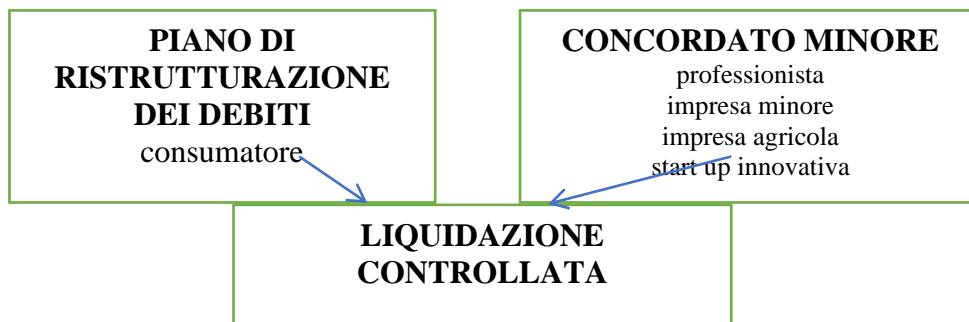 PIANO DI
RISTRUTTURAZIONE
DEI DEBITI
consumatore
CONCORDATO MINORE
professionista
impresa minore
impresa agricola
start up innovativa
LIQUIDAZIONE
CONTROLLATA